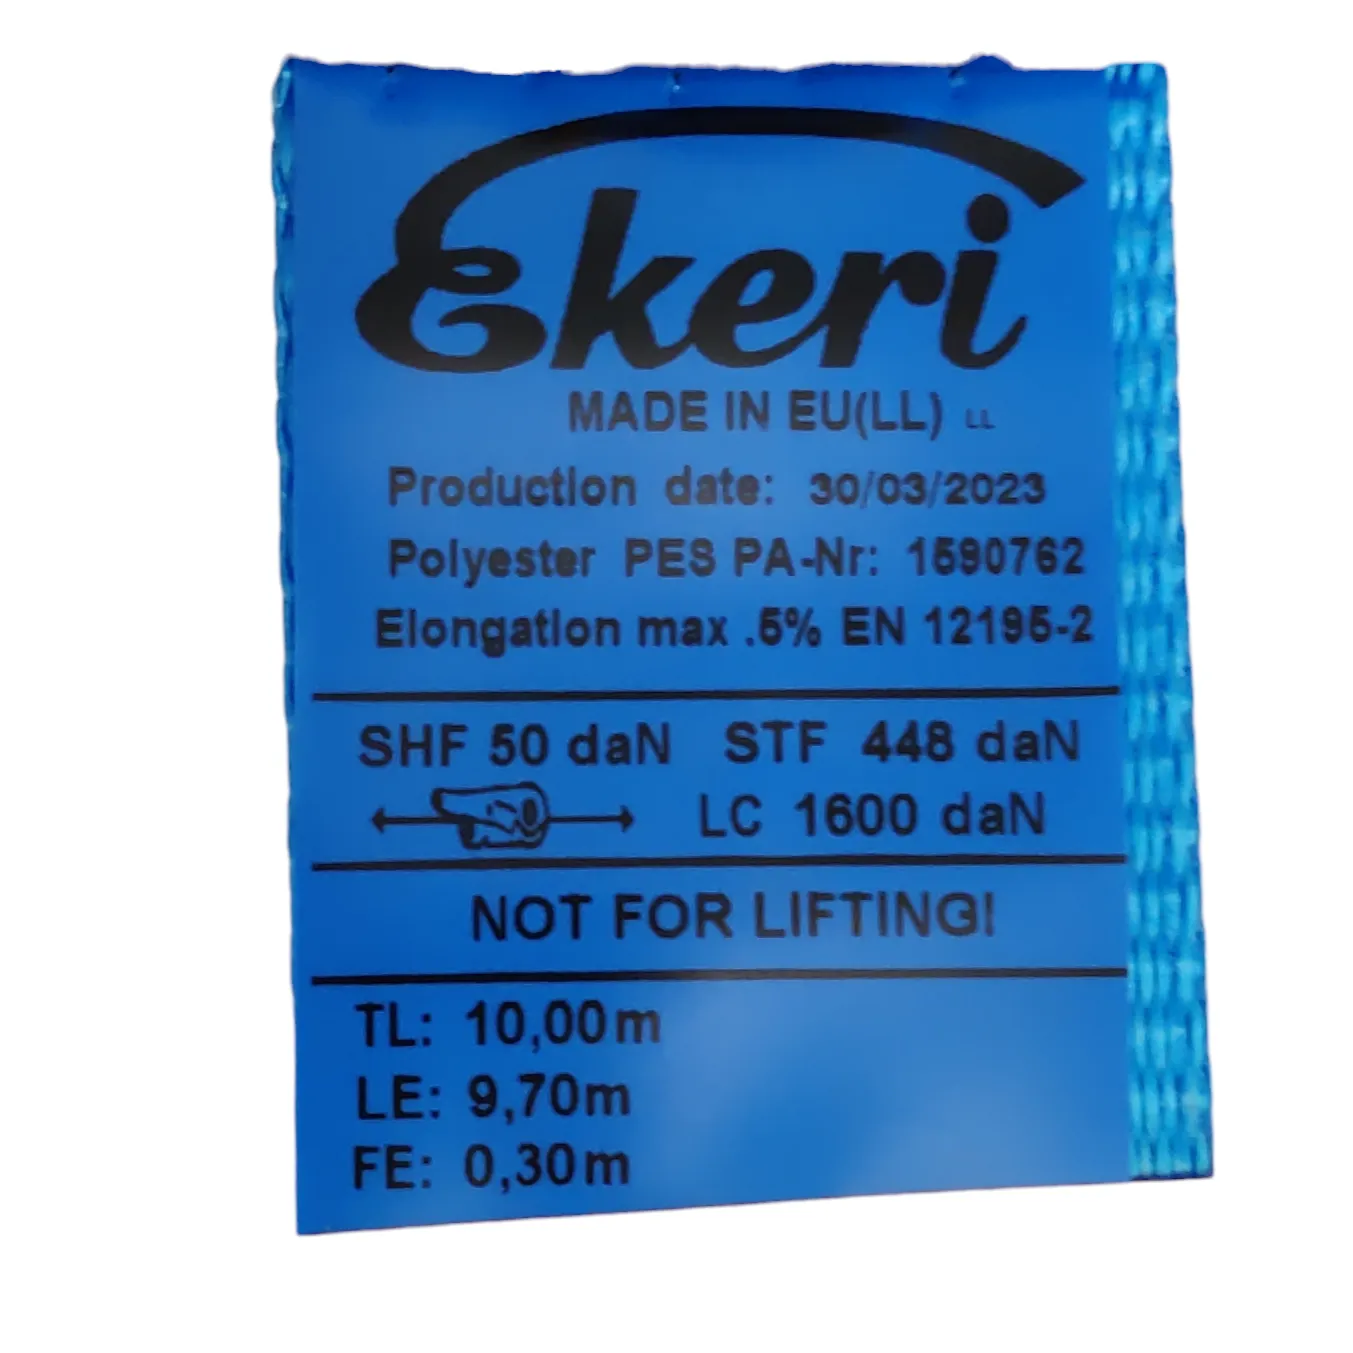 Ekeri
MADE IN EU(LL) LL
Production date: 30/03/2023
Polyester PES PA-Nr: 1590762
Elongation max .5% EN 12195-2
SHF 50 daN STF 448 daN
LC 1600 daN
NOT FOR LIFTING!
TL: 10,00m
LE: 9,70m
FE: 0,30m